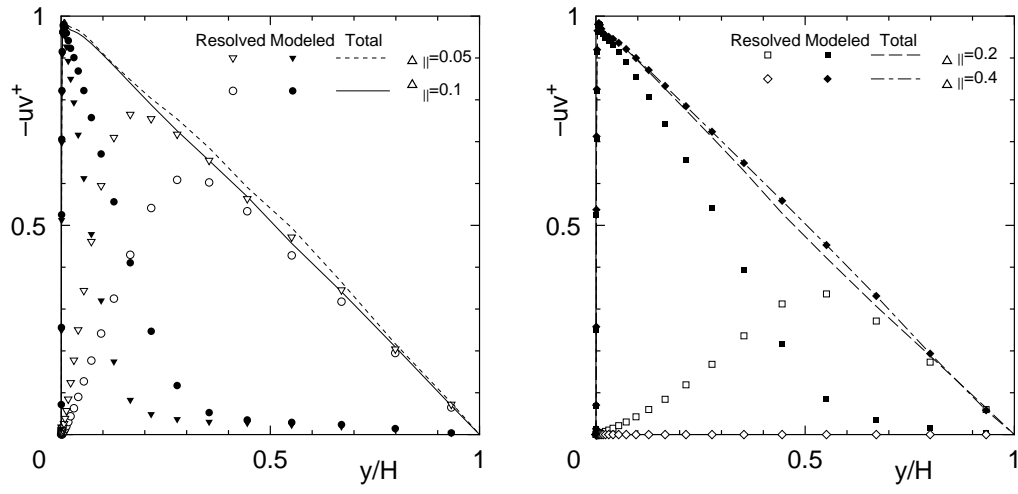 1
Resolved Modeled Total
△ ||=0.05
△ ||=0.1
−uv+
0.5
0
0.5
y/H
1
1
Resolved Modeled Total
△ ||=0.2
△ ||=0.4
−uv+
0.5
0
0.5
y/H
1